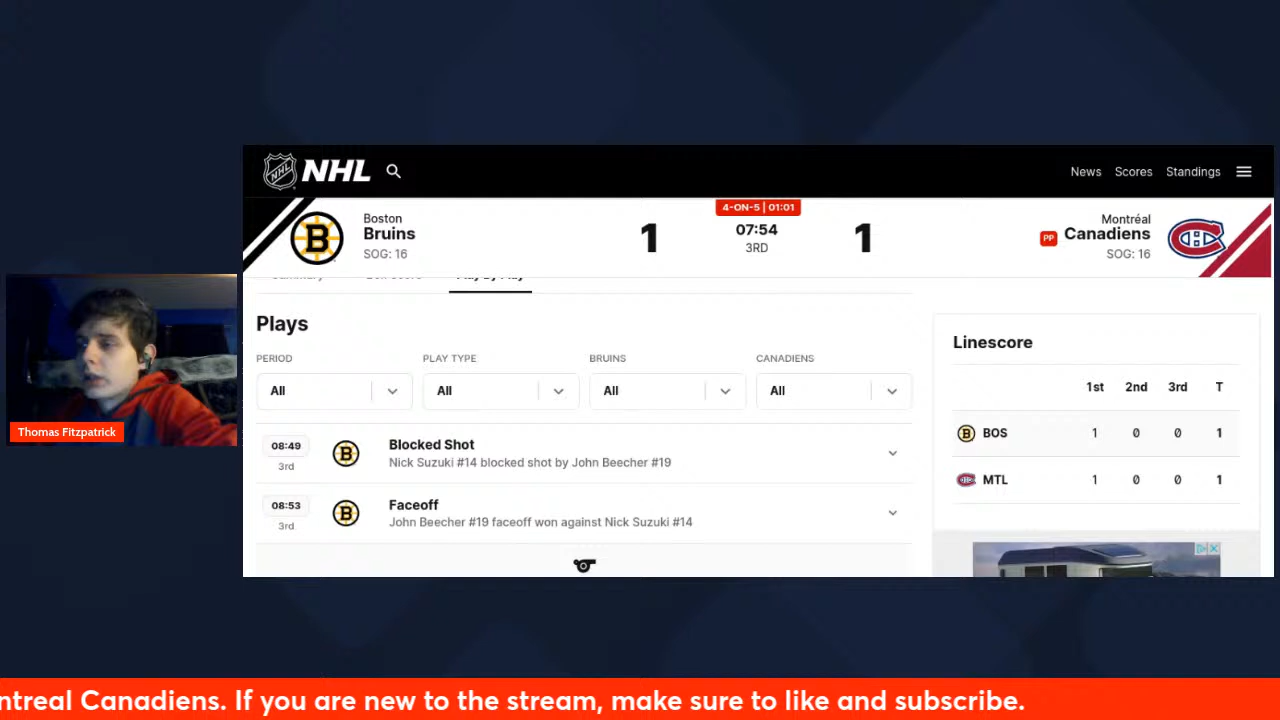 NHL
News Scores Standings
4-ON-5 | 01:01
Boston
Bruins
SOG: 16
1
07:54
3RD
1
Montréal
PP Canadiens
SOG: 16
Play By Play
Plays
PERIOD PLAY TYPE BRUINS CANADIENS
All All All All
08:49
3rd
Blocked Shot
Nick Suzuki #14 blocked shot by John Beecher #19
08:53
3rd
Faceoff
John Beecher #19 faceoff won against Nick Suzuki #14
Linescore
1st 2nd 3rd T
BOS 1 0 0 1
MTL 1 0 0 1
Thomas Fitzpatrick
ntreal Canadiens. If you are new to the stream, make sure to like and subscribe.